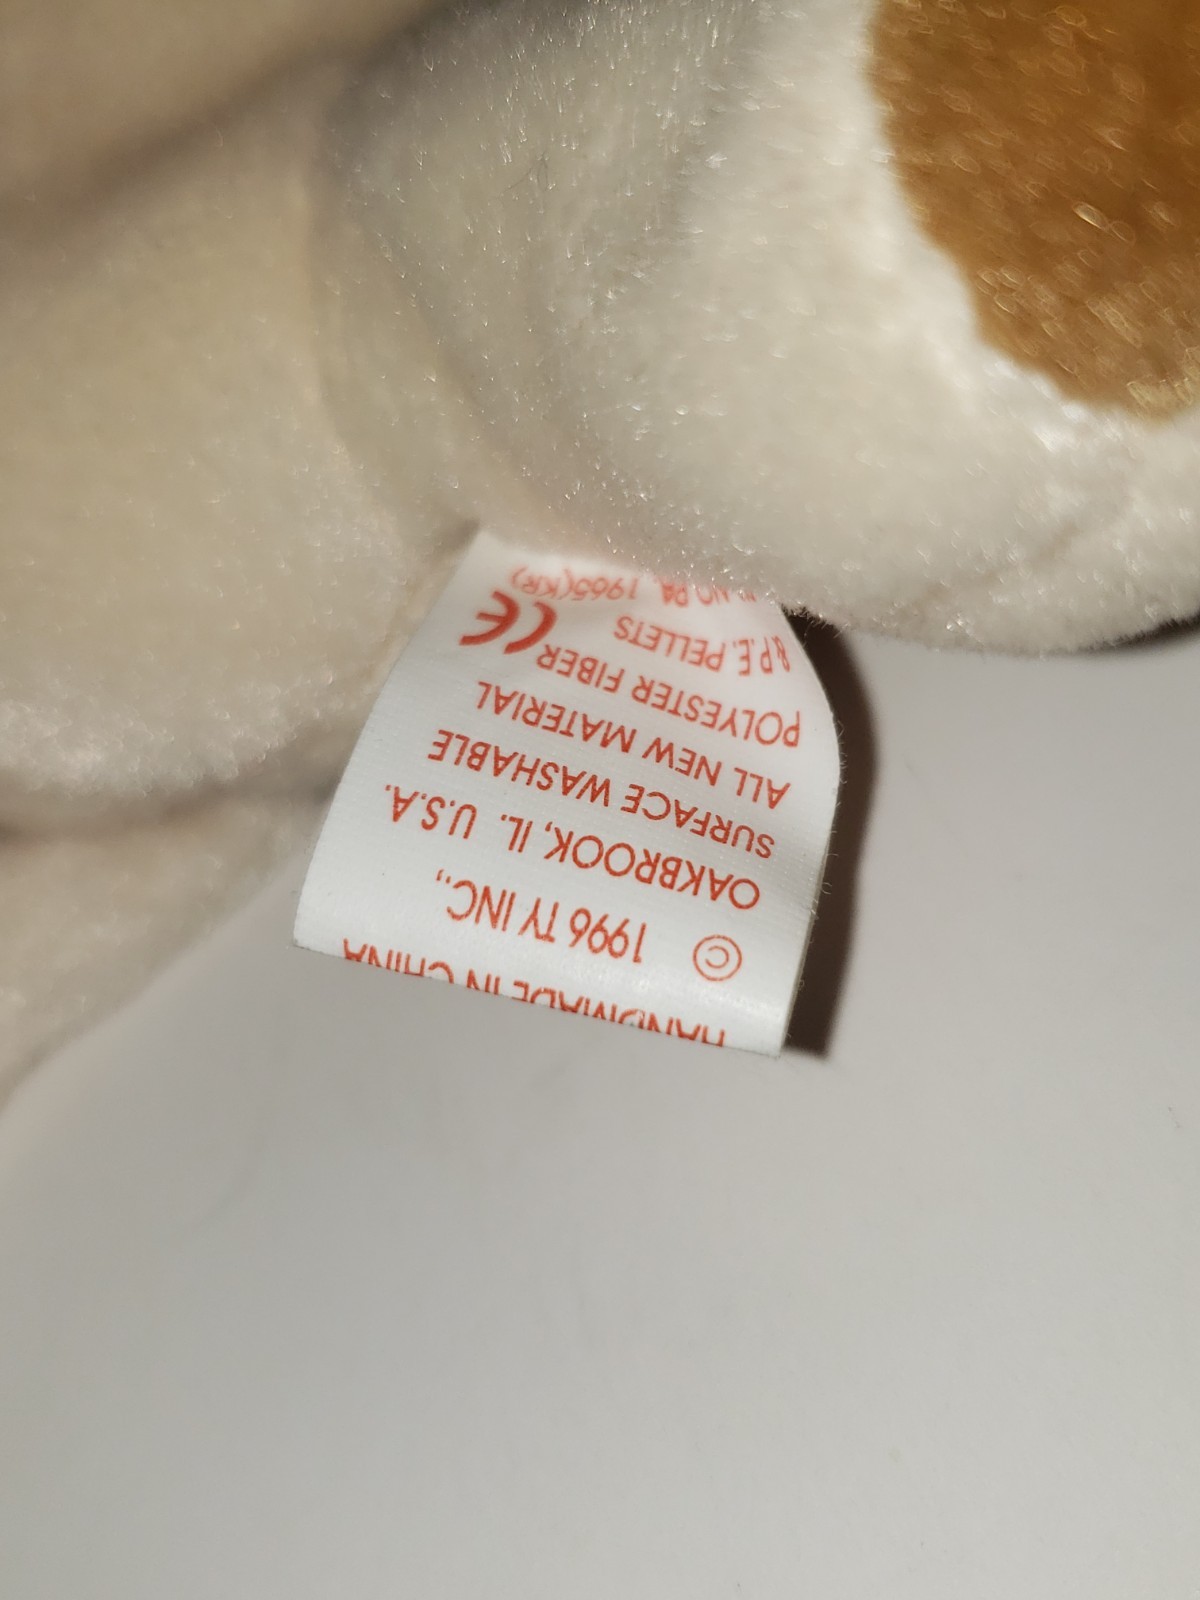 HANDMADE IN CHINA
© 1996 TY INC.,
OAKBROOK, IL. U.S.A.
SURFACE WASHABLE
ALL NEW MATERIAL
POLYESTER FIBER
& P.E. PELLETS CE
NO PA. 1965(KR)